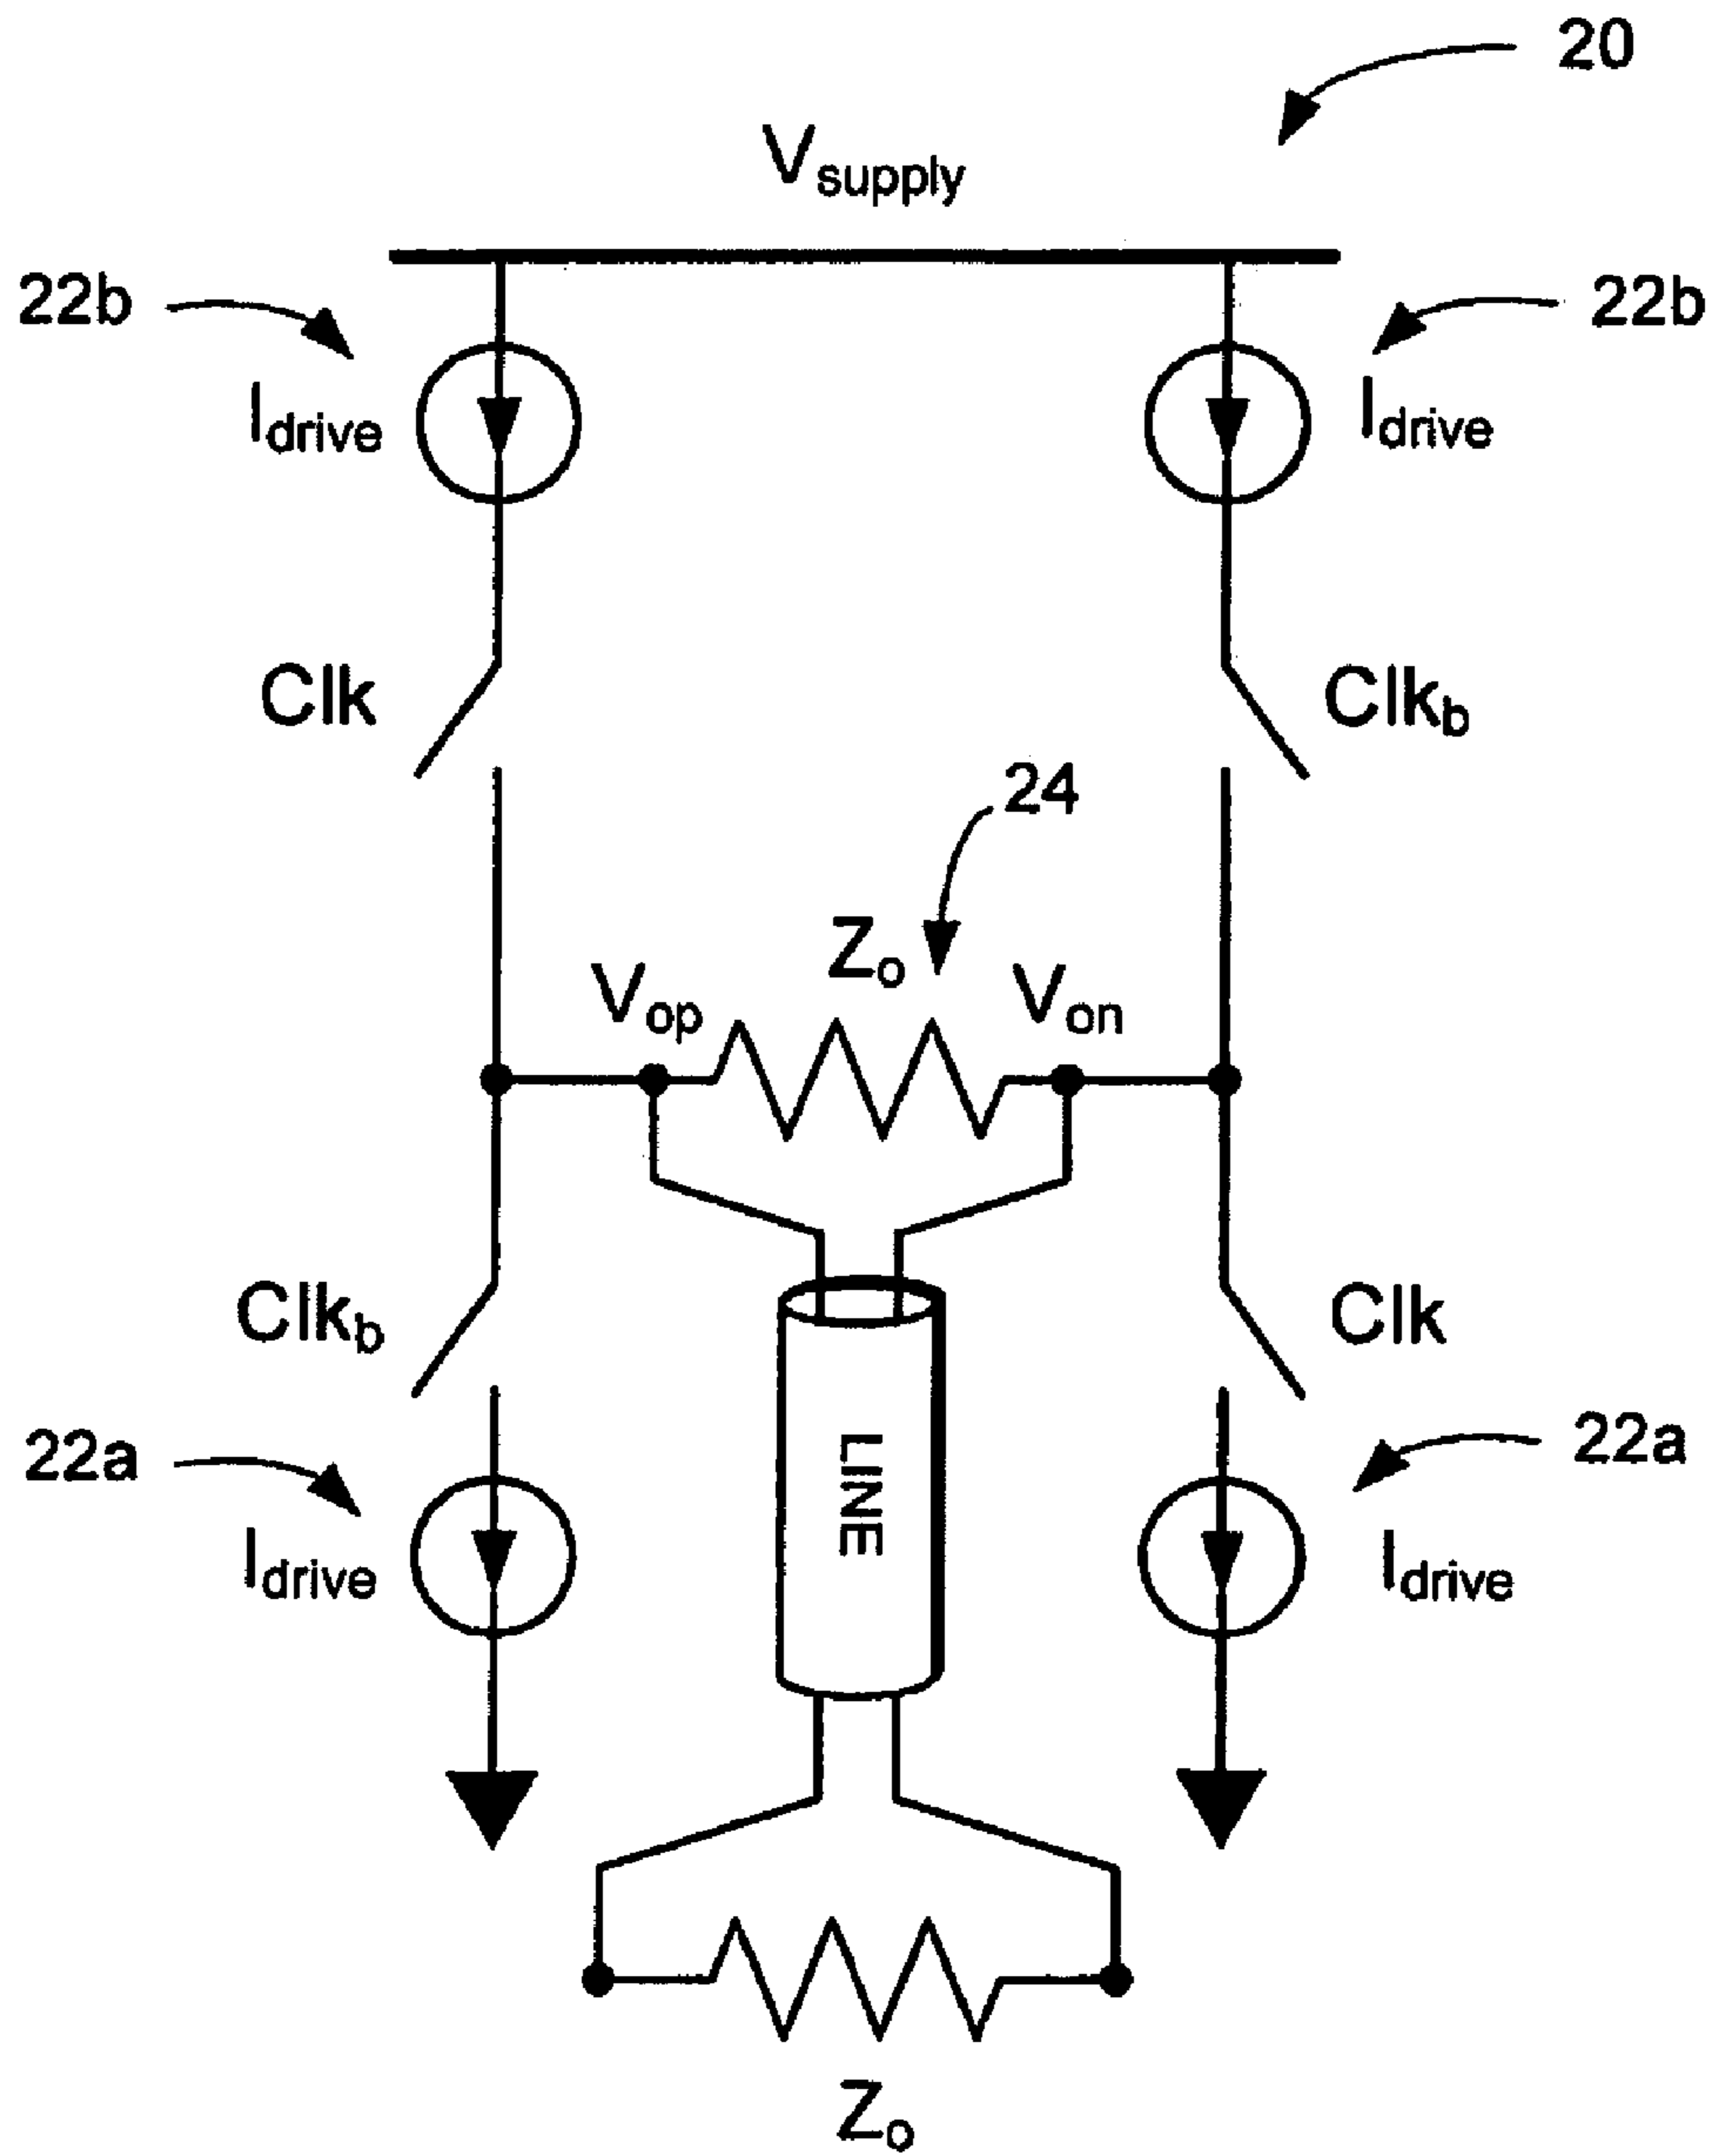 20
Vsupply
22b
22b
Idrive
Idrive
Clk
Clkb
24
Zo
Vop
Von
Clkb
Clk
22a
22a
LINE
Idrive
Idrive
Zo